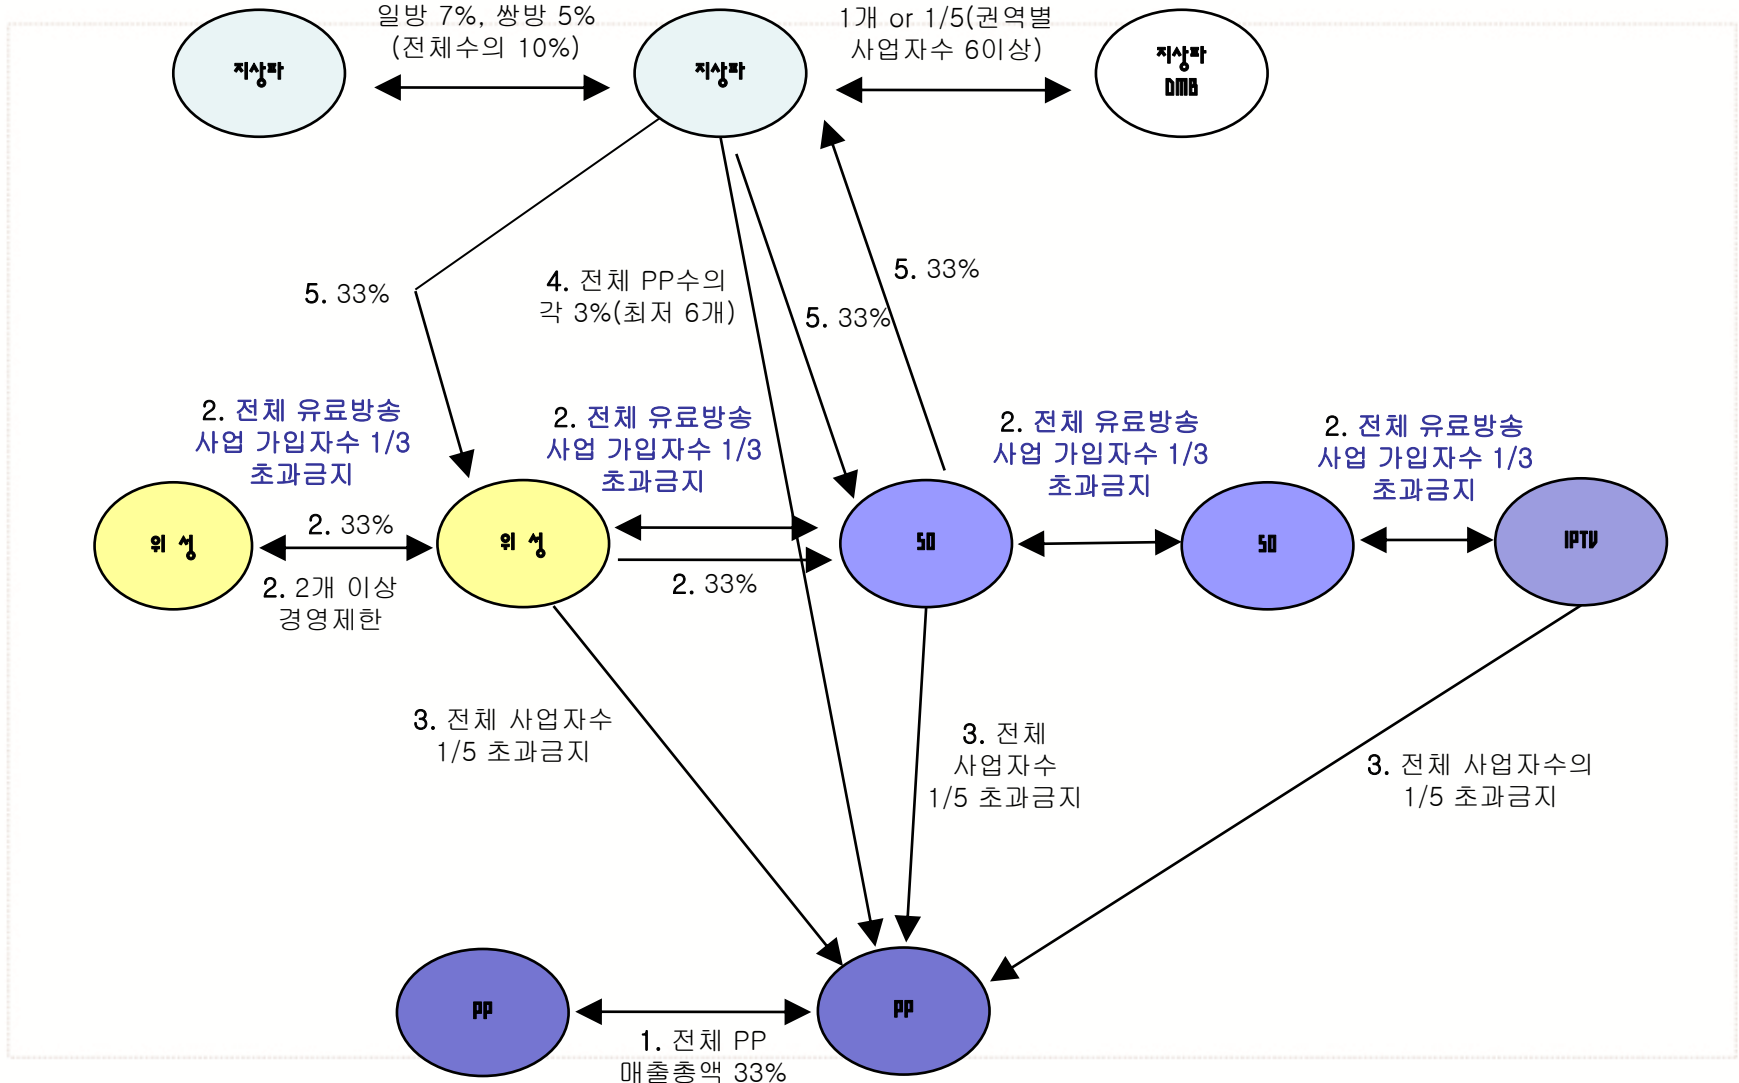 일방 7%, 쌍방 5%
(전체수의 10%)
1개 or 1/5(권역별
사업자수 6이상)
지상파
지상파
지상파
DMB
5. 33%
4. 전체 PP수의
각 3%(최저 6개)
5. 33%
5. 33%
2. 전체 유료방송
사업 가입자수 1/3
초과금지
2. 전체 유료방송
사업 가입자수 1/3
초과금지
2. 전체 유료방송
사업 가입자수 1/3
초과금지
2. 전체 유료방송
사업 가입자수 1/3
초과금지
위 성
2. 33%
위 성
SO
SO
IPTV
2. 2개 이상
경영제한
2. 33%
3. 전체 사업자수
1/5 초과금지
3. 전체
사업자수
1/5 초과금지
3. 전체 사업자수의
1/5 초과금지
PP
PP
1. 전체 PP
매출총액 33%